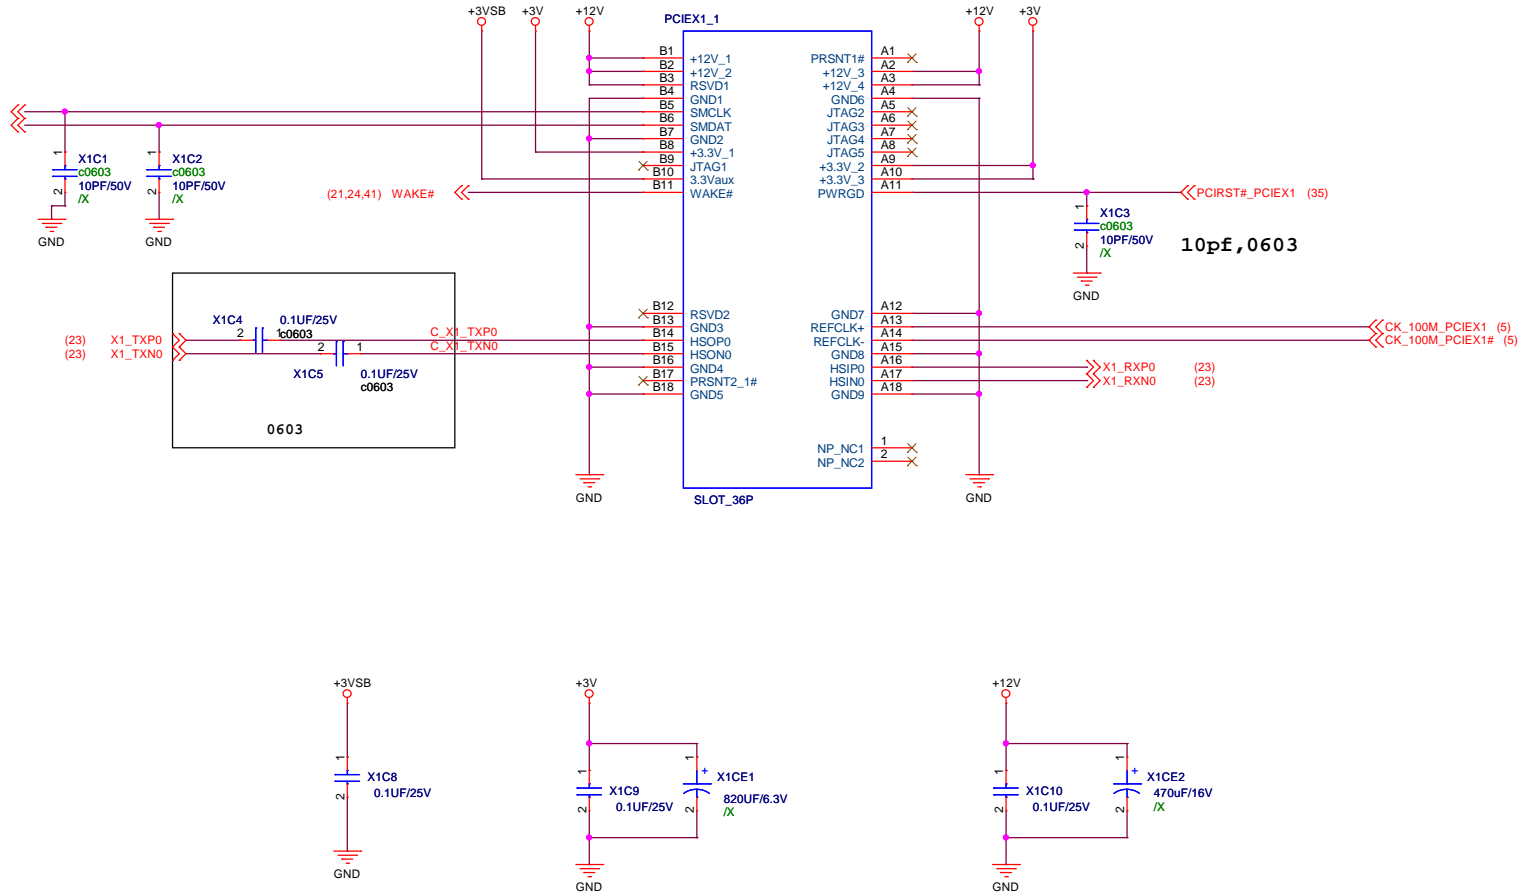 +3VSB +3V +12V PCIEX1_1 +12V +3V
B1 +12V_1 PRSNT1# A1
B2 +12V_2 +12V_3 A2
B3 RSVD1 +12V_4 A3
B4 GND1 GND6 A4
B5 SMCLK JTAG2 A5
B6 SMDAT JTAG3 A6
B7 GND2 JTAG4 A7
B8 +3.3V_1 JTAG5 A8
B9 JTAG1 +3.3V_2 A9
B10 3.3Vaux +3.3V_3 A10
B11 WAKE# PWRGD A11
1 X1C1
c0603
10PF/50V
2 /X
GND
1 X1C2
c0603
10PF/50V
2 /X
GND
(21,24,41) WAKE#
PCIRST#_PCIEX1 (35)
1 X1C3
c0603
10PF/50V
2 /X
GND
10pf,0603
B12 RSVD2 GND7 A12
B13 GND3 REFCLK+ A13
B14 HSOP0 REFCLK- A14
B15 HSON0 GND8 A15
B16 GND4 HSIP0 A16
B17 PRSNT2_1# HSIN0 A17
B18 GND5 GND9 A18
X1C4 0.1UF/25V
2 1 c0603
(23) X1_TXP0 C_X1_TXP0
(23) X1_TXN0 C_X1_TXN0
2 1
X1C5 0.1UF/25V
c0603
0603
CK_100M_PCIEX1 (5)
CK_100M_PCIEX1# (5)
X1_RXP0 (23)
X1_RXN0 (23)
NP_NC1 1
NP_NC2 2
GND SLOT_36P GND
+3VSB
1 X1C8
2 0.1UF/25V
GND
+3V
1 X1C9
2 0.1UF/25V
1 + X1CE1
820UF/6.3V
2 /X
GND
+12V
1 X1C10
2 0.1UF/25V
1 + X1CE2
470uF/16V
2 /X
GND